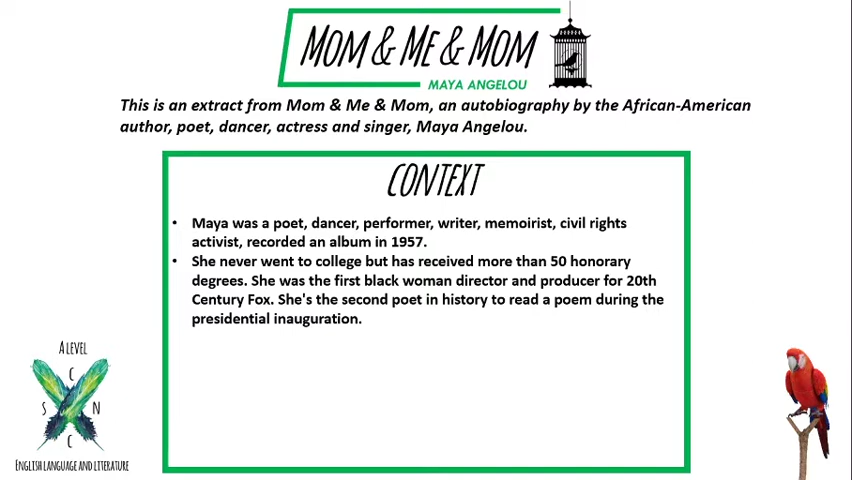 MOM & ME & MOM
MAYA ANGELOU
This is an extract from Mom & Me & Mom, an autobiography by the African-American
author, poet, dancer, actress and singer, Maya Angelou.
CONTEXT
• Maya was a poet, dancer, performer, writer, memoirist, civil rights
activist, recorded an album in 1957.
• She never went to college but has received more than 50 honorary
degrees. She was the first black woman director and producer for 20th
Century Fox. She's the second poet in history to read a poem during the
presidential inauguration.
A LEVEL
C
S N
C
ENGLISH LANGUAGE AND LITERATURE